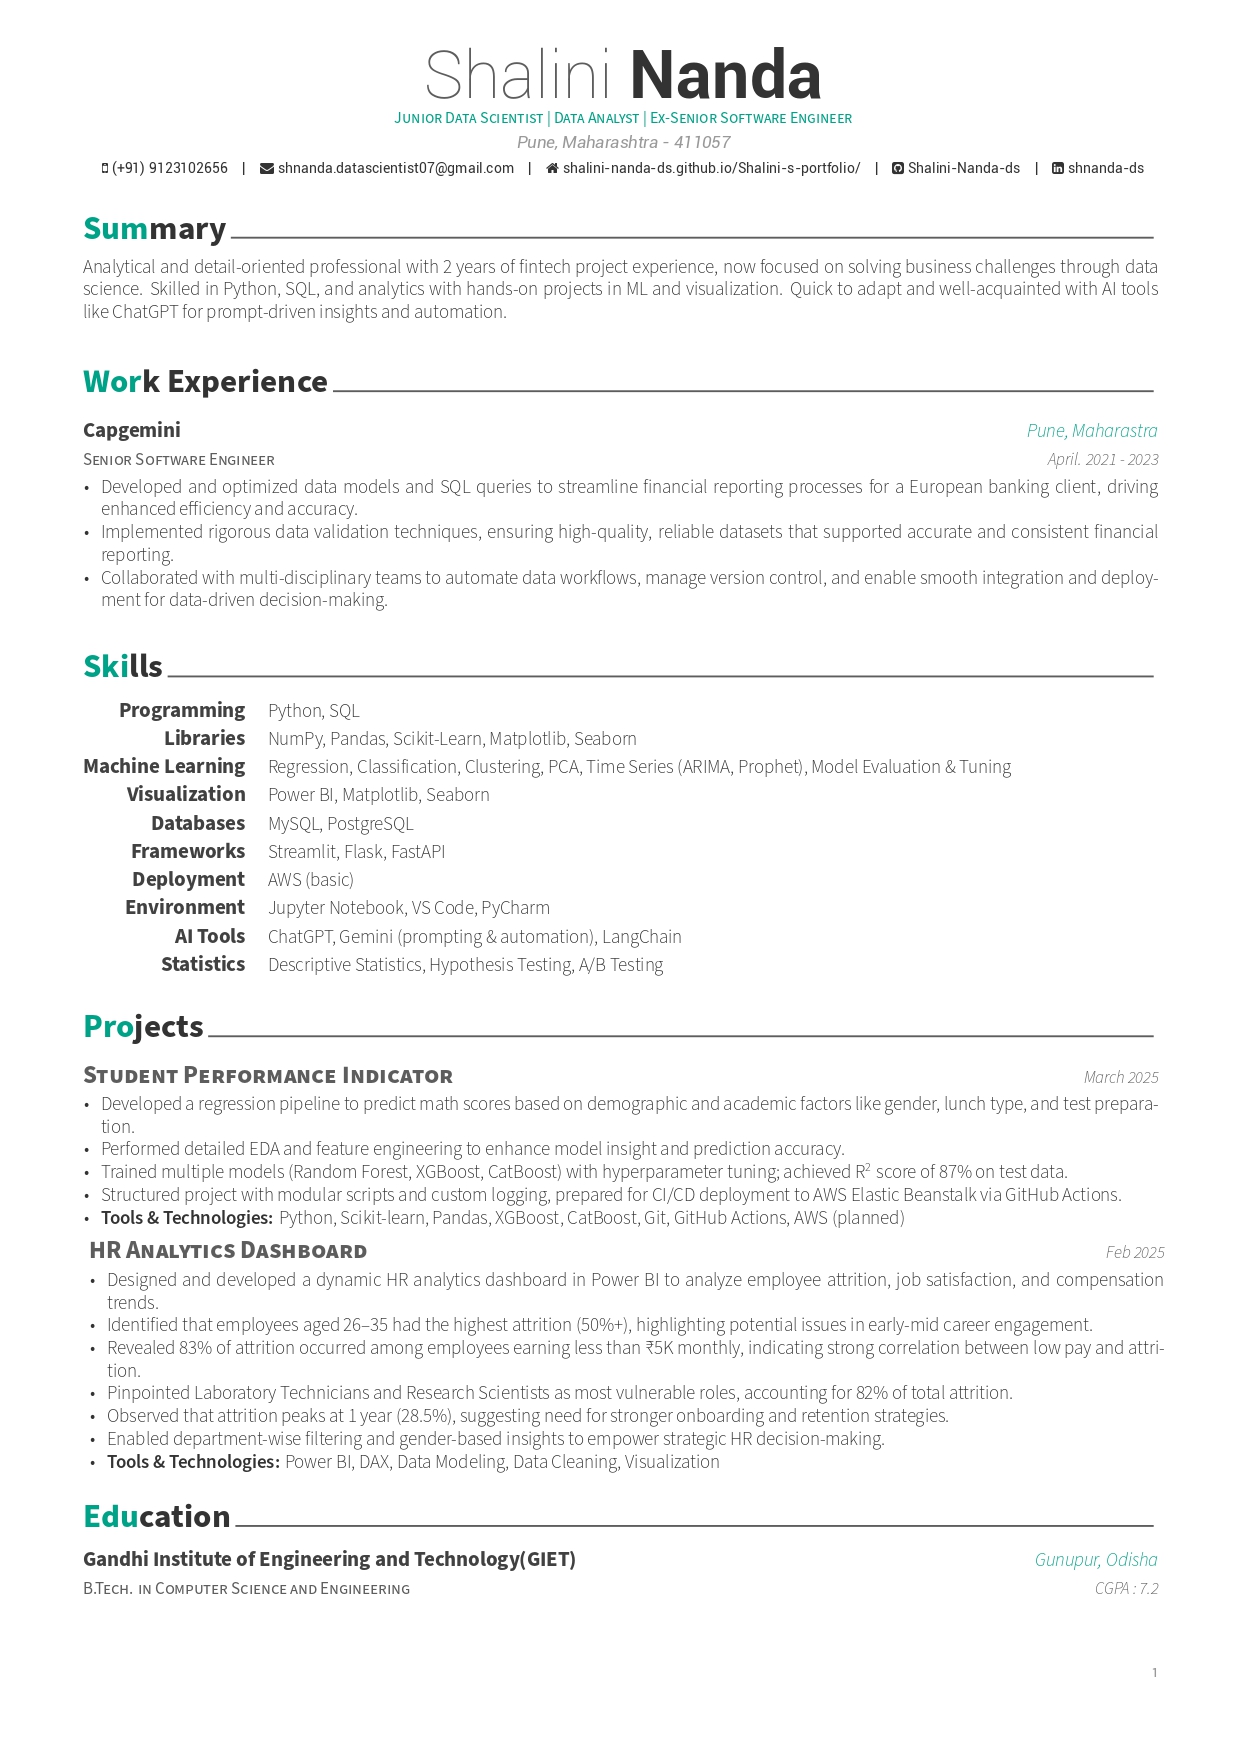 Shalini Nanda
Junior Data Scientist | Data Analyst | Ex-Senior Software Engineer
Pune, Maharashtra - 411057
(+91) 9123102656 | shnanda.datascientist07@gmail.com | shalini-nanda-ds.github.io/Shalini-s-portfolio/ | Shalini-Nanda-ds | shnanda-ds
Summary
Analytical and detail-oriented professional with 2 years of fintech project experience, now focused on solving business challenges through data
science. Skilled in Python, SQL, and analytics with hands-on projects in ML and visualization. Quick to adapt and well-acquainted with AI tools
like ChatGPT for prompt-driven insights and automation.
Work Experience
Capgemini Pune, Maharastra
Senior Software Engineer April. 2021 - 2023
• Developed and optimized data models and SQL queries to streamline financial reporting processes for a European banking client, driving
enhanced efficiency and accuracy.
• Implemented rigorous data validation techniques, ensuring high-quality, reliable datasets that supported accurate and consistent financial
reporting.
• Collaborated with multi-disciplinary teams to automate data workflows, manage version control, and enable smooth integration and deploy-
ment for data-driven decision-making.
Skills
Programming Python, SQL
Libraries NumPy, Pandas, Scikit-Learn, Matplotlib, Seaborn
Machine Learning Regression, Classification, Clustering, PCA, Time Series (ARIMA, Prophet), Model Evaluation & Tuning
Visualization Power BI, Matplotlib, Seaborn
Databases MySQL, PostgreSQL
Frameworks Streamlit, Flask, FastAPI
Deployment AWS (basic)
Environment Jupyter Notebook, VS Code, PyCharm
AI Tools ChatGPT, Gemini (prompting & automation), LangChain
Statistics Descriptive Statistics, Hypothesis Testing, A/B Testing
Projects
Student Performance Indicator March 2025
• Developed a regression pipeline to predict math scores based on demographic and academic factors like gender, lunch type, and test prepara-
tion.
• Performed detailed EDA and feature engineering to enhance model insight and prediction accuracy.
• Trained multiple models (Random Forest, XGBoost, CatBoost) with hyperparameter tuning; achieved R² score of 87% on test data.
• Structured project with modular scripts and custom logging, prepared for CI/CD deployment to AWS Elastic Beanstalk via GitHub Actions.
• Tools & Technologies: Python, Scikit-learn, Pandas, XGBoost, CatBoost, Git, GitHub Actions, AWS (planned)
HR Analytics Dashboard Feb 2025
• Designed and developed a dynamic HR analytics dashboard in Power BI to analyze employee attrition, job satisfaction, and compensation
trends.
• Identified that employees aged 26–35 had the highest attrition (50%+), highlighting potential issues in early-mid career engagement.
• Revealed 83% of attrition occurred among employees earning less than ₹5K monthly, indicating strong correlation between low pay and attri-
tion.
• Pinpointed Laboratory Technicians and Research Scientists as most vulnerable roles, accounting for 82% of total attrition.
• Observed that attrition peaks at 1 year (28.5%), suggesting need for stronger onboarding and retention strategies.
• Enabled department-wise filtering and gender-based insights to empower strategic HR decision-making.
• Tools & Technologies: Power BI, DAX, Data Modeling, Data Cleaning, Visualization
Education
Gandhi Institute of Engineering and Technology(GIET) Gunupur, Odisha
B.Tech. in Computer Science and Engineering CGPA : 7.2
1